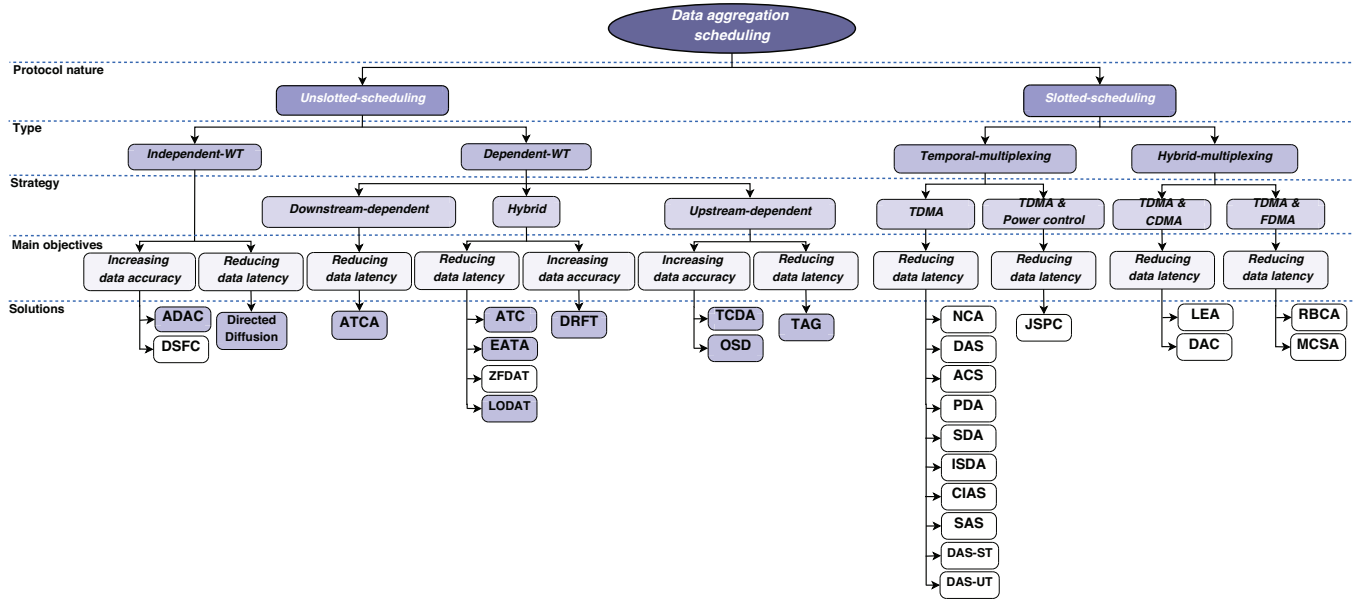 Data aggregation
scheduling
Protocol nature
Unslotted-scheduling
Slotted-scheduling
Type
Independent-WT
Dependent-WT
Temporal-multiplexing
Hybrid-multiplexing
Strategy
Downstream-dependent
Hybrid
Upstream-dependent
TDMA
TDMA &
Power control
TDMA &
CDMA
TDMA &
FDMA
Main objectives
Increasing
data accuracy
Reducing
data latency
Reducing
data latency
Reducing
data latency
Increasing
data accuracy
Increasing
data accuracy
Reducing
data latency
Reducing
data latency
Reducing
data latency
Reducing
data latency
Reducing
data latency
Solutions
ADAC
DSFC
Directed
Diffusion
ATCA
ATC
EATA
ZFDAT
LODAT
DRFT
TCDA
OSD
TAG
NCA
DAS
ACS
PDA
SDA
ISDA
CIAS
SAS
DAS-ST
DAS-UT
JSPC
LEA
DAC
RBCA
MCSA